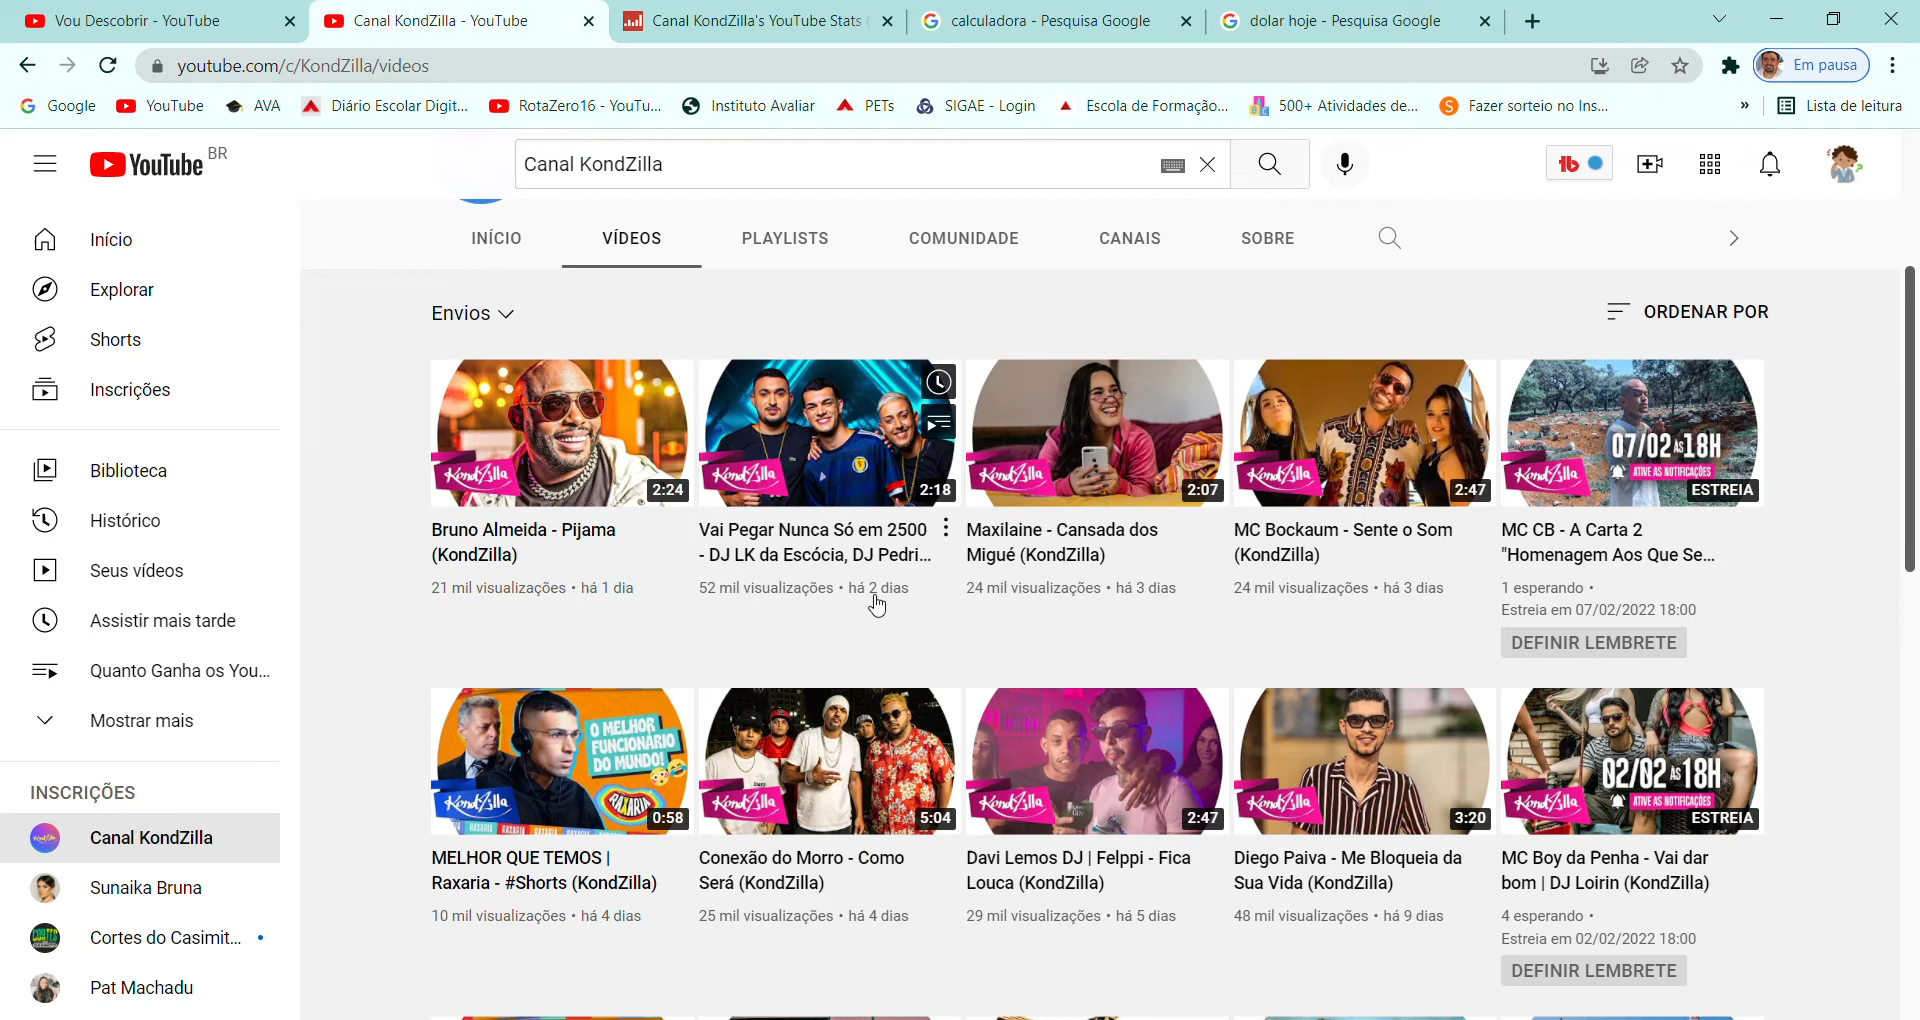 Vou Descobrir - YouTube
Canal KondZilla - YouTube
Canal KondZilla's YouTube Stats (
calculadora - Pesquisa Google
dolar hoje - Pesquisa Google
youtube.com/c/KondZilla/videos
Em pausa
Google
YouTube
AVA
Diário Escolar Digit...
RotaZero16 - YouTu...
Instituto Avaliar
PETs
SIGAE - Login
Escola de Formação...
500+ Atividades de...
Fazer sorteio no Ins...
»
Lista de leitura
YouTube BR
Canal KondZilla
tb
Início
Explorar
Shorts
Inscrições
Biblioteca
Histórico
Seus vídeos
Assistir mais tarde
Quanto Ganha os You...
Mostrar mais
INSCRIÇÕES
Canal KondZilla
Sunaika Bruna
Cortes do Casimit...
Pat Machadu
INÍCIO
VÍDEOS
PLAYLISTS
COMUNIDADE
CANAIS
SOBRE
Envios
ORDENAR POR
KondZilla
2:24
Bruno Almeida - Pijama
(KondZilla)
21 mil visualizações • há 1 dia
KondZilla
2:18
Vai Pegar Nunca Só em 2500
- DJ LK da Escócia, DJ Pedri...
52 mil visualizações • há 2 dias
KondZilla
2:07
Maxilaine - Cansada dos
Migué (KondZilla)
24 mil visualizações • há 3 dias
KondZilla
2:47
MC Bockaum - Sente o Som
(KondZilla)
24 mil visualizações • há 3 dias
07/02 ÀS 18H
ATIVE AS NOTIFICAÇÕES
KondZilla
ESTREIA
MC CB - A Carta 2
"Homenagem Aos Que Se...
1 esperando •
Estreia em 07/02/2022 18:00
DEFINIR LEMBRETE
O MELHOR
FUNCIONÁRIO
DO MUNDO!
KondZilla
RAXARIA
0:58
MELHOR QUE TEMOS |
Raxaria - #Shorts (KondZilla)
10 mil visualizações • há 4 dias
KondZilla
5:04
Conexão do Morro - Como
Será (KondZilla)
25 mil visualizações • há 4 dias
KondZilla
2:47
Davi Lemos DJ | Felppi - Fica
Louca (KondZilla)
29 mil visualizações • há 5 dias
KondZilla
3:20
Diego Paiva - Me Bloqueia da
Sua Vida (KondZilla)
48 mil visualizações • há 9 dias
02/02 ÀS 18H
ATIVE AS NOTIFICAÇÕES
KondZilla
ESTREIA
MC Boy da Penha - Vai dar
bom | DJ Loirin (KondZilla)
4 esperando •
Estreia em 02/02/2022 18:00
DEFINIR LEMBRETE